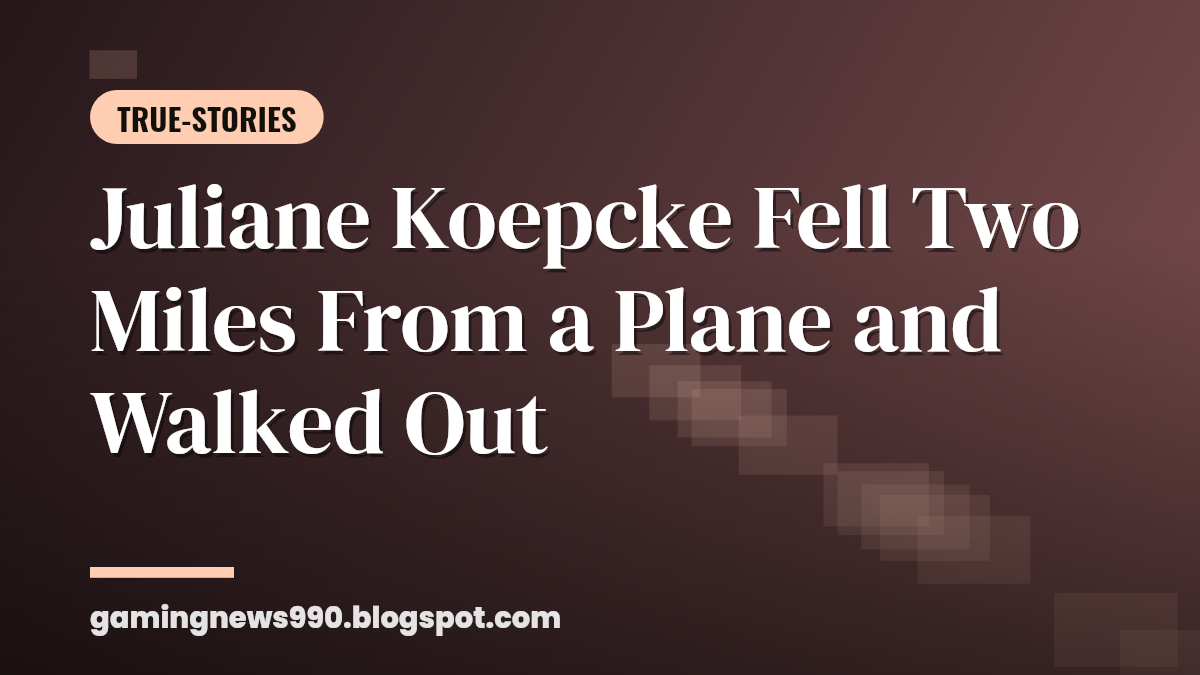 TRUE-STORIES
Juliane Koepcke Fell Two
Miles From a Plane and
Walked Out
gamingnews990.blogspot.com